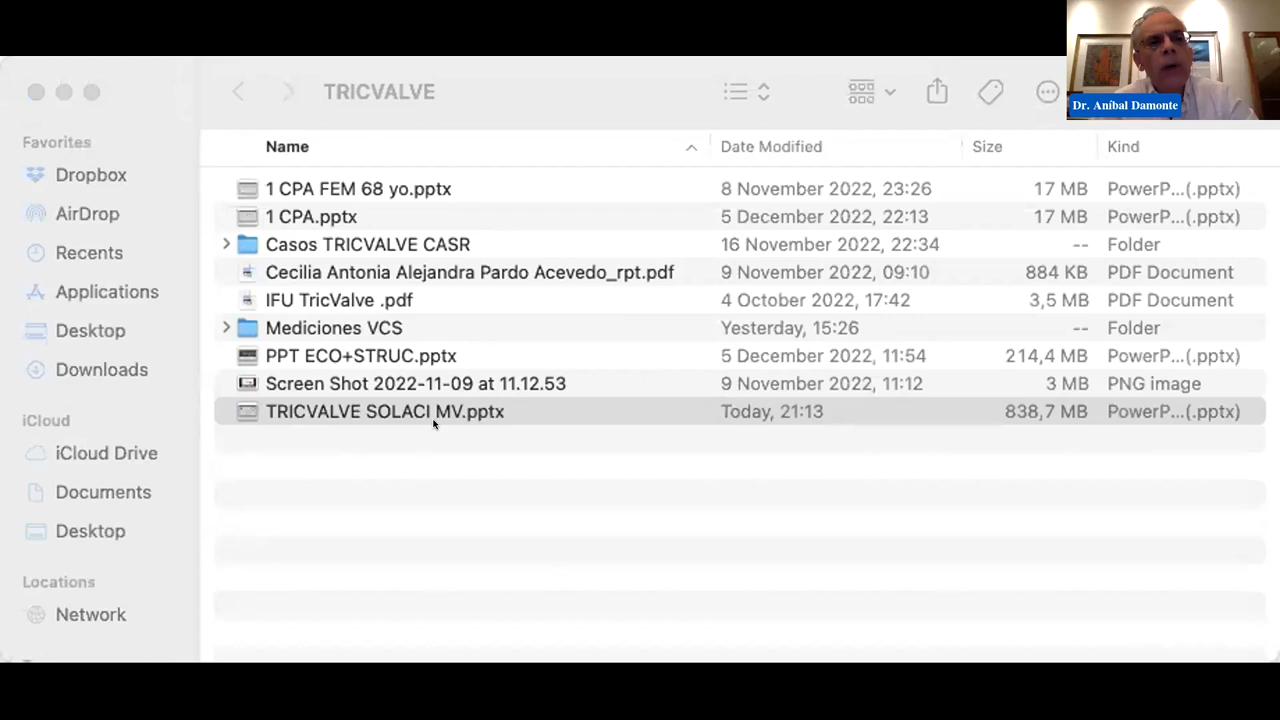 Dr. Aníbal Damonte
TRICVALVE
Favorites
Dropbox
AirDrop
Recents
Applications
Desktop
Downloads
iCloud
iCloud Drive
Documents
Desktop
Locations
Network
Name Date Modified Size Kind
1 CPA FEM 68 yo.pptx 8 November 2022, 23:26 17 MB PowerP...(.pptx)
1 CPA.pptx 5 December 2022, 22:13 17 MB PowerP...(.pptx)
Casos TRICVALVE CASR 16 November 2022, 22:34 -- Folder
Cecilia Antonia Alejandra Pardo Acevedo_rpt.pdf 9 November 2022, 09:10 884 KB PDF Document
IFU TricValve .pdf 4 October 2022, 17:42 3,5 MB PDF Document
Mediciones VCS Yesterday, 15:26 -- Folder
PPT ECO+STRUC.pptx 5 December 2022, 11:54 214,4 MB PowerP...(.pptx)
Screen Shot 2022-11-09 at 11.12.53 9 November 2022, 11:12 3 MB PNG image
TRICVALVE SOLACI MV.pptx Today, 21:13 838,7 MB PowerP...(.pptx)